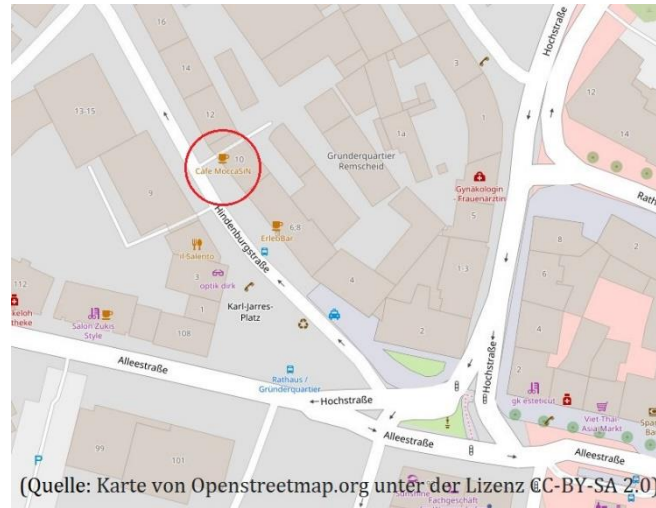 Hochstraße
16
3
14
12
12
13-15
1
14
1a
10
Café MoccaSiN
Gründerquartier
Remscheid
Gynäkologin
- Frauenärztin
9
5
Hindenburgstraße
6,8
ErlebBar
8
il Salento
1-3
6
3
optik dirk
4
112
Karl-Jarres-
Platz
1
Salon Zukis
Style
108
2
4
Alleestraße
Hochstraße
2
Rathaus /
Gründerquartier
Hochstraße
gk esteticut
Viet Thai
Asia Markt
Alleestraße
Alleestraße
99
101
P
Sunshine
Fachgeschäft
(Quelle: Karte von Openstreetmap.org unter der Lizenz CC-BY-SA 2.0)